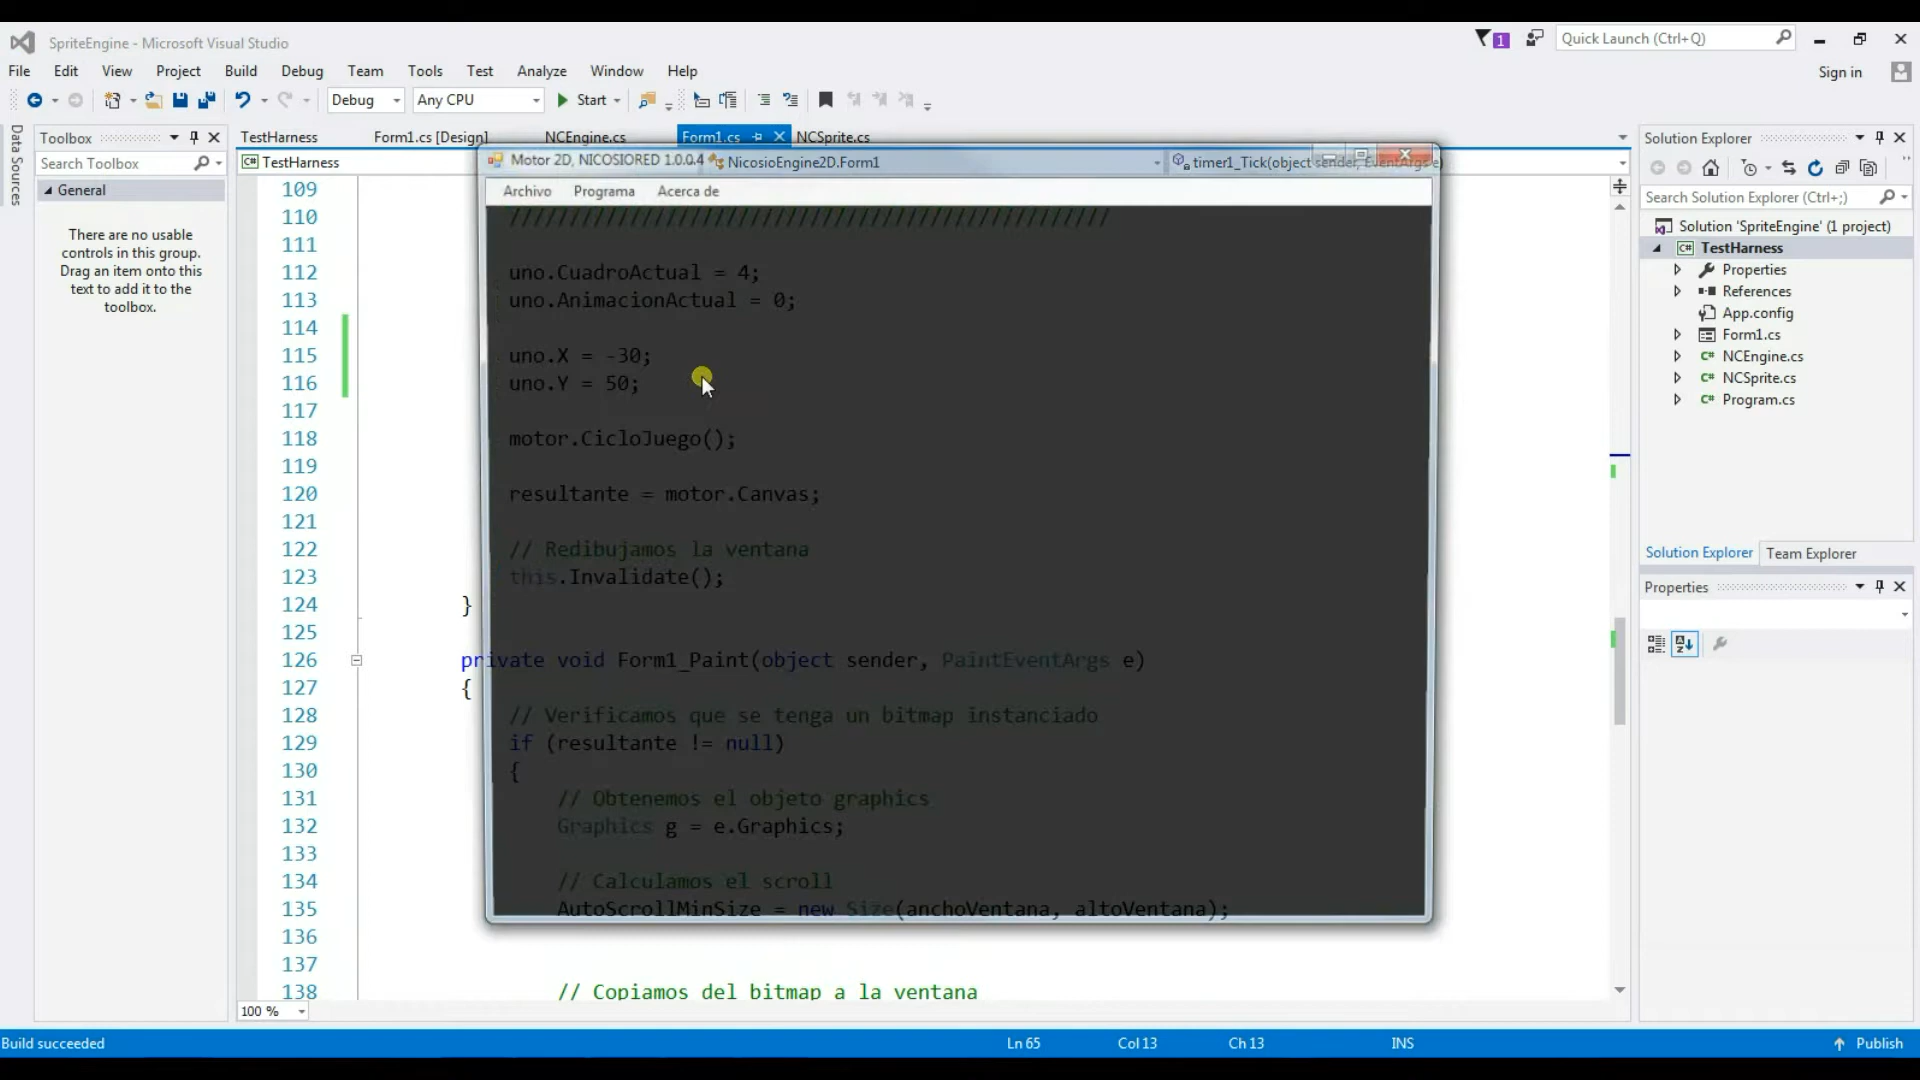 SpriteEngine - Microsoft Visual Studio
1
Quick Launch (Ctrl+Q)
File Edit View Project Build Debug Team Tools Test Analyze Window Help
Sign in
Debug
Any CPU
Start
Data Sources
Toolbox
Search Toolbox
General
There are no usable
controls in this group.
Drag an item onto this
text to add it to the
toolbox.
TestHarness
Form1.cs [Design]
NCEngine.cs
Form1.cs
NCSprite.cs
C# TestHarness
Motor 2D, NICOSIORED 1.0.0.4
NicosioEngine2D.Form1
timer1_Tick(object sender, EventArgs e)
Archivo Programa Acerca de
109
110 //////////////////////////////////////////////////
111
112 uno.CuadroActual = 4;
113 uno.AnimacionActual = 0;
114
115 uno.X = -30;
116 uno.Y = 50;
117
118 motor.CicloJuego();
119
120 resultante = motor.Canvas;
121
122 // Redibujamos la ventana
123 this.Invalidate();
124 }
125
126 private void Form1_Paint(object sender, PaintEventArgs e)
127 {
128 // Verificamos que se tenga un bitmap instanciado
129 if (resultante != null)
130 {
131 // Obtenemos el objeto graphics
132 Graphics g = e.Graphics;
133
134 // Calculamos el scroll
135 AutoScrollMinSize = new Size(anchoVentana, altoVentana);
136
137
138 // Copiamos del bitmap a la ventana
100 %
Solution Explorer
Search Solution Explorer (Ctrl+;)
Solution 'SpriteEngine' (1 project)
C# TestHarness
Properties
References
App.config
Form1.cs
C# NCEngine.cs
C# NCSprite.cs
C# Program.cs
Solution Explorer Team Explorer
Properties
Build succeeded
Ln 65
Col 13
Ch 13
INS
Publish